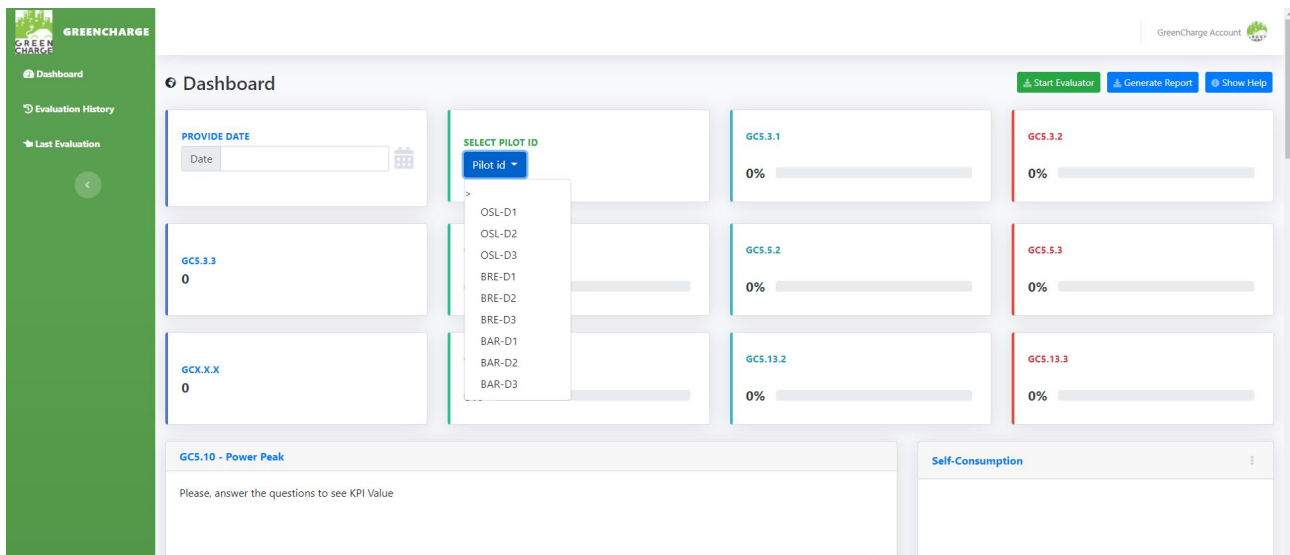 GREEN
CHARGE
GREENCHARGE
GreenCharge Account
Dashboard
Evaluation History
Last Evaluation
<
Dashboard
Start Evaluator
Generate Report
Show Help
PROVIDE DATE
Date
SELECT PILOT ID
Pilot id
>
OSL-D1
OSL-D2
OSL-D3
BRE-D1
BRE-D2
BRE-D3
BAR-D1
BAR-D2
BAR-D3
GC5.3.1
0%
GC5.3.2
0%
GC5.3.3
0
GC5.5.2
0%
GC5.5.3
0%
GCX.X.X
0
GC5.13.2
0%
GC5.13.3
0%
GC5.10 - Power Peak
Please, answer the questions to see KPI Value
Self-Consumption